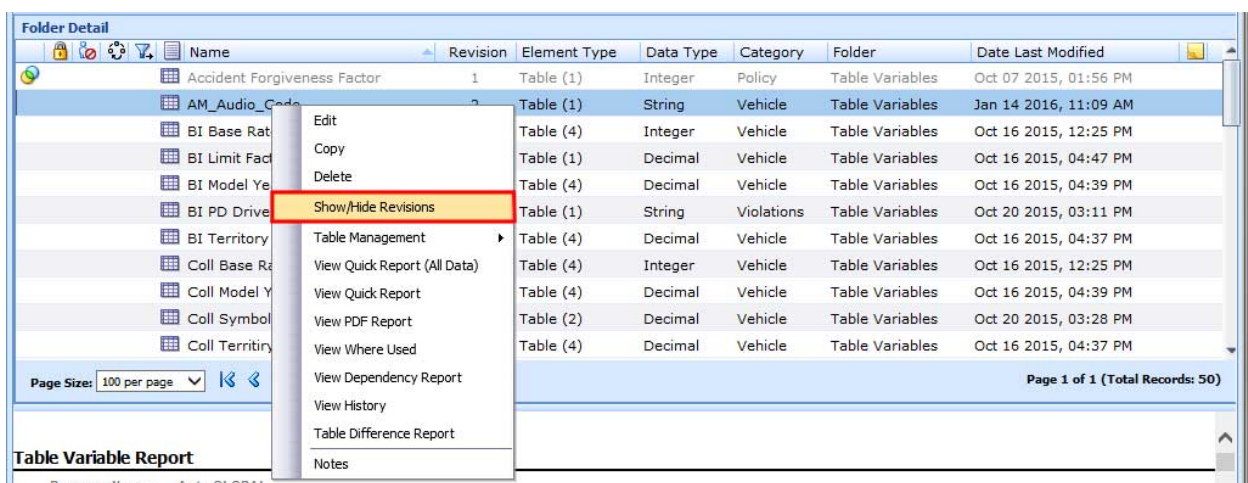 Folder Detail
Name Revision Element Type Data Type Category Folder Date Last Modified
Accident Forgiveness Factor 1 Table (1) Integer Policy Table Variables Oct 07 2015, 01:56 PM
AM_Audio_Code 2 Table (1) String Vehicle Table Variables Jan 14 2016, 11:09 AM
BI Base Rat Table (4) Integer Vehicle Table Variables Oct 16 2015, 12:25 PM
BI Limit Fact Table (1) Decimal Vehicle Table Variables Oct 16 2015, 04:47 PM
BI Model Ye Table (4) Decimal Vehicle Table Variables Oct 16 2015, 04:39 PM
BI PD Drive Table (1) String Violations Table Variables Oct 20 2015, 03:11 PM
BI Territory Table (4) Decimal Vehicle Table Variables Oct 16 2015, 04:37 PM
Coll Base Ra Table (4) Integer Vehicle Table Variables Oct 16 2015, 12:25 PM
Coll Model Y Table (4) Decimal Vehicle Table Variables Oct 16 2015, 04:39 PM
Coll Symbol Table (2) Decimal Vehicle Table Variables Oct 20 2015, 03:28 PM
Coll Territiry Table (4) Decimal Vehicle Table Variables Oct 16 2015, 04:37 PM
Edit
Copy
Delete
Show/Hide Revisions
Table Management
View Quick Report (All Data)
View Quick Report
View PDF Report
View Where Used
View Dependency Report
View History
Table Difference Report
Notes
Page Size: 100 per page Page 1 of 1 (Total Records: 50)
Table Variable Report